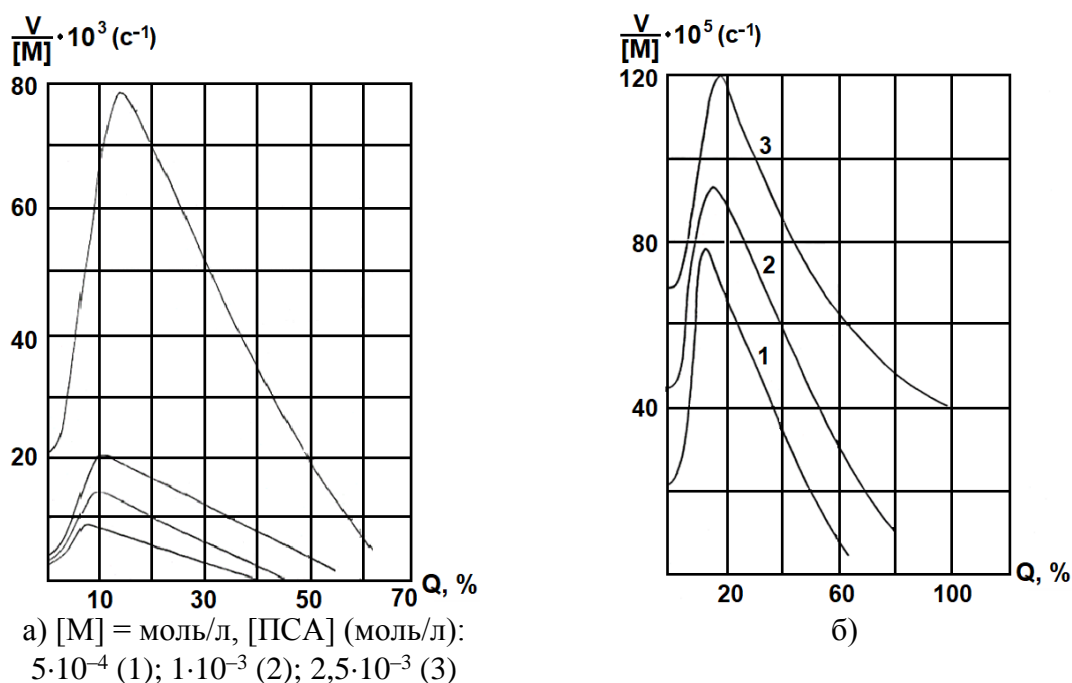 V/[M] · 10³ (с⁻¹)
80
60
40
20
10 30 50 70 Q, %
а) [M] = моль/л, [ПСА] (моль/л):
5·10⁻⁴ (1); 1·10⁻³ (2); 2,5·10⁻³ (3)
V/[M] · 10⁵ (с⁻¹)
120
80
40
3
2
1
20 60 100 Q, %
б)